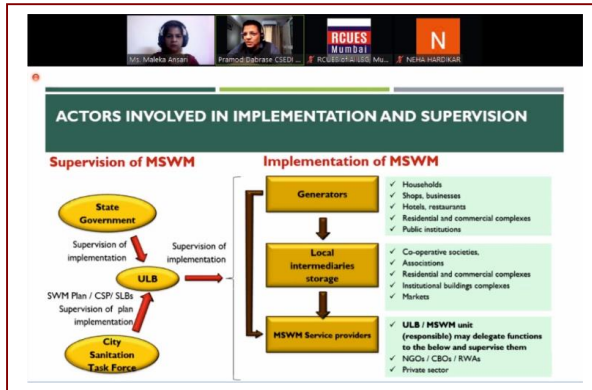 Ms. Maleka Ansari
Pramod Dabrase CSEDI ...
RCUES
Mumbai
RCUES of AIILSG, Mu...
N
NEHA HARDIKAR
ACTORS INVOLVED IN IMPLEMENTATION AND SUPERVISION
Supervision of MSWM
State
Government
Supervision of
implementation
Supervision of
implementation
ULB
SWM Plan / CSP/ SLBs
Supervision of plan
implementation
City
Sanitation
Task Force
Implementation of MSWM
Generators
✓ Households
✓ Shops, businesses
✓ Hotels, restaurants
✓ Residential and commercial complexes
✓ Public institutions
Local
intermediaries
storage
✓ Co-operative societies,
✓ Associations
✓ Residential and commercial complexes
✓ Institutional buildings complexes
✓ Markets
MSWM Service providers
✓ ULB / MSWM unit
(responsible) may delegate functions
to the below and supervise them
✓ NGOs / CBOs / RWAs
✓ Private sector